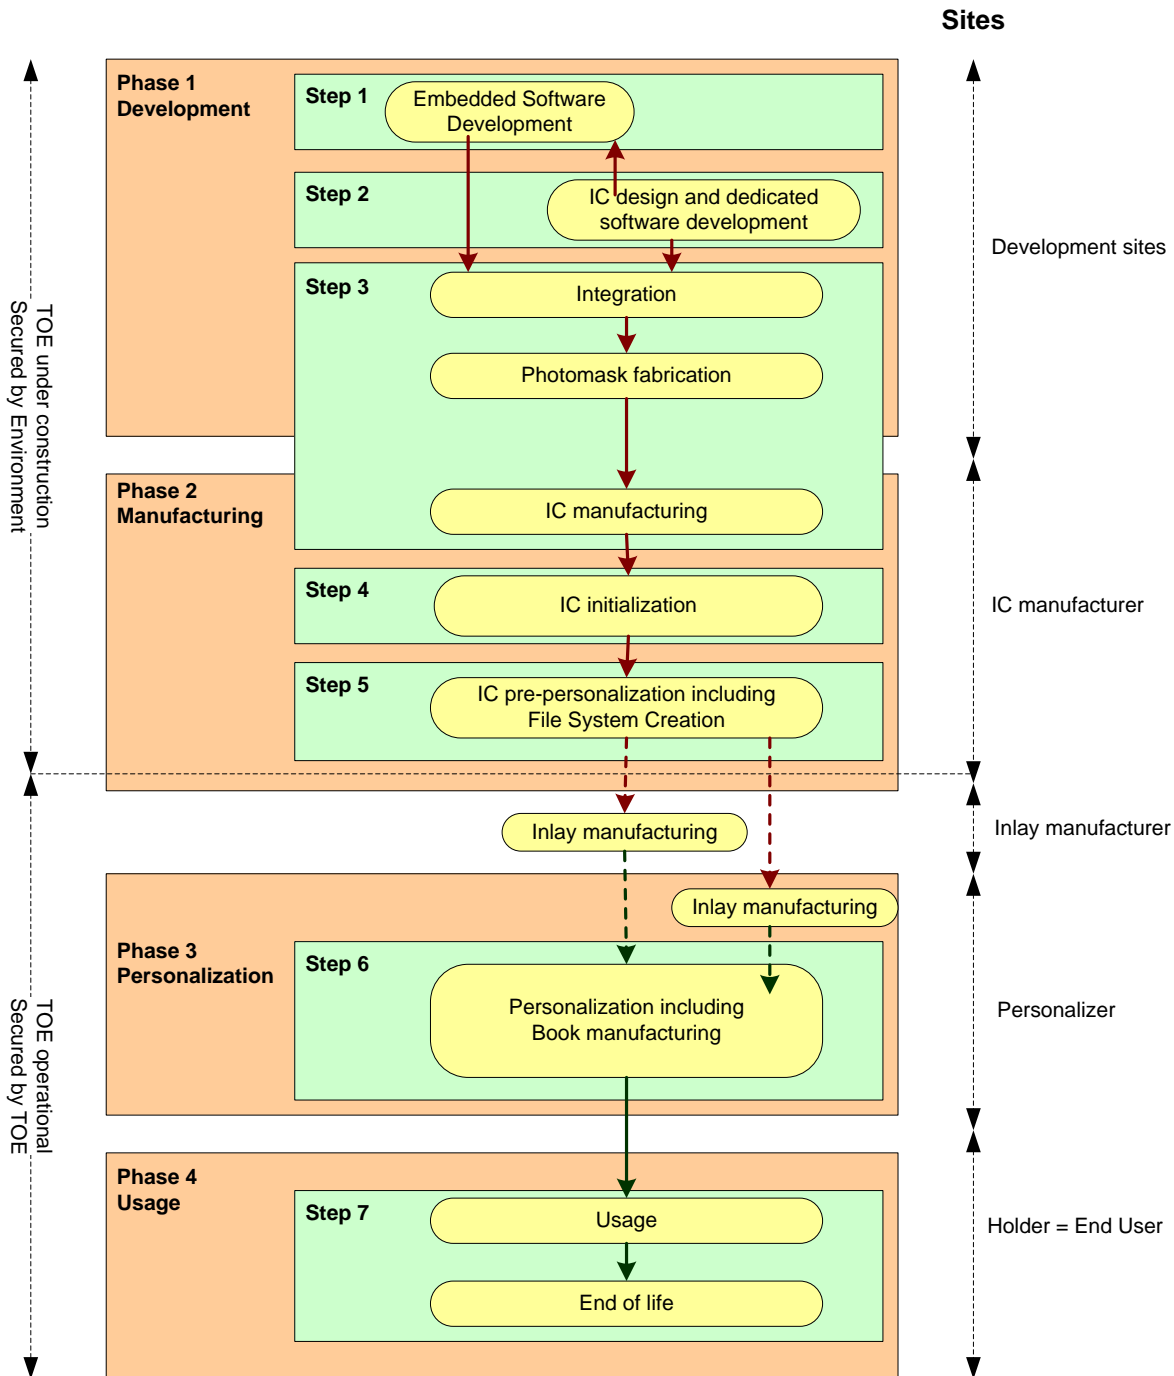 Sites
Phase 1
Development
Step 1
Embedded Software
Development
Step 2
IC design and dedicated
software development
Development sites
Step 3
Integration
TOE under construction
Secured by Environment
Photomask fabrication
Phase 2
Manufacturing
IC manufacturing
Step 4
IC initialization
IC manufacturer
Step 5
IC pre-personalization including
File System Creation
Inlay manufacturing
Inlay manufacturer
Inlay manufacturing
Phase 3
Personalization
Step 6
Personalization including
Book manufacturing
Personalizer
TOE operational
Secured by TOE
Phase 4
Usage
Step 7
Usage
Holder = End User
End of life